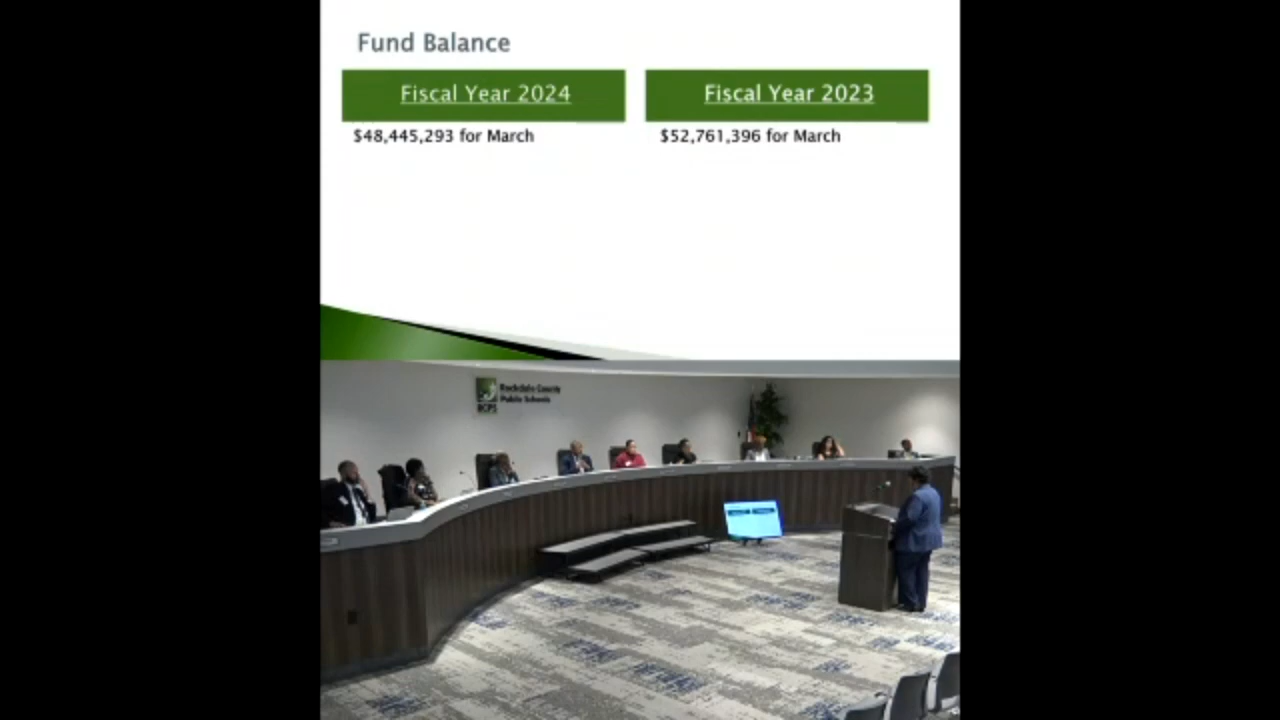 Fund Balance
Fiscal Year 2024
Fiscal Year 2023
$48,445,293 for March
$52,761,396 for March
Rockdale County
Public Schools
RCPS